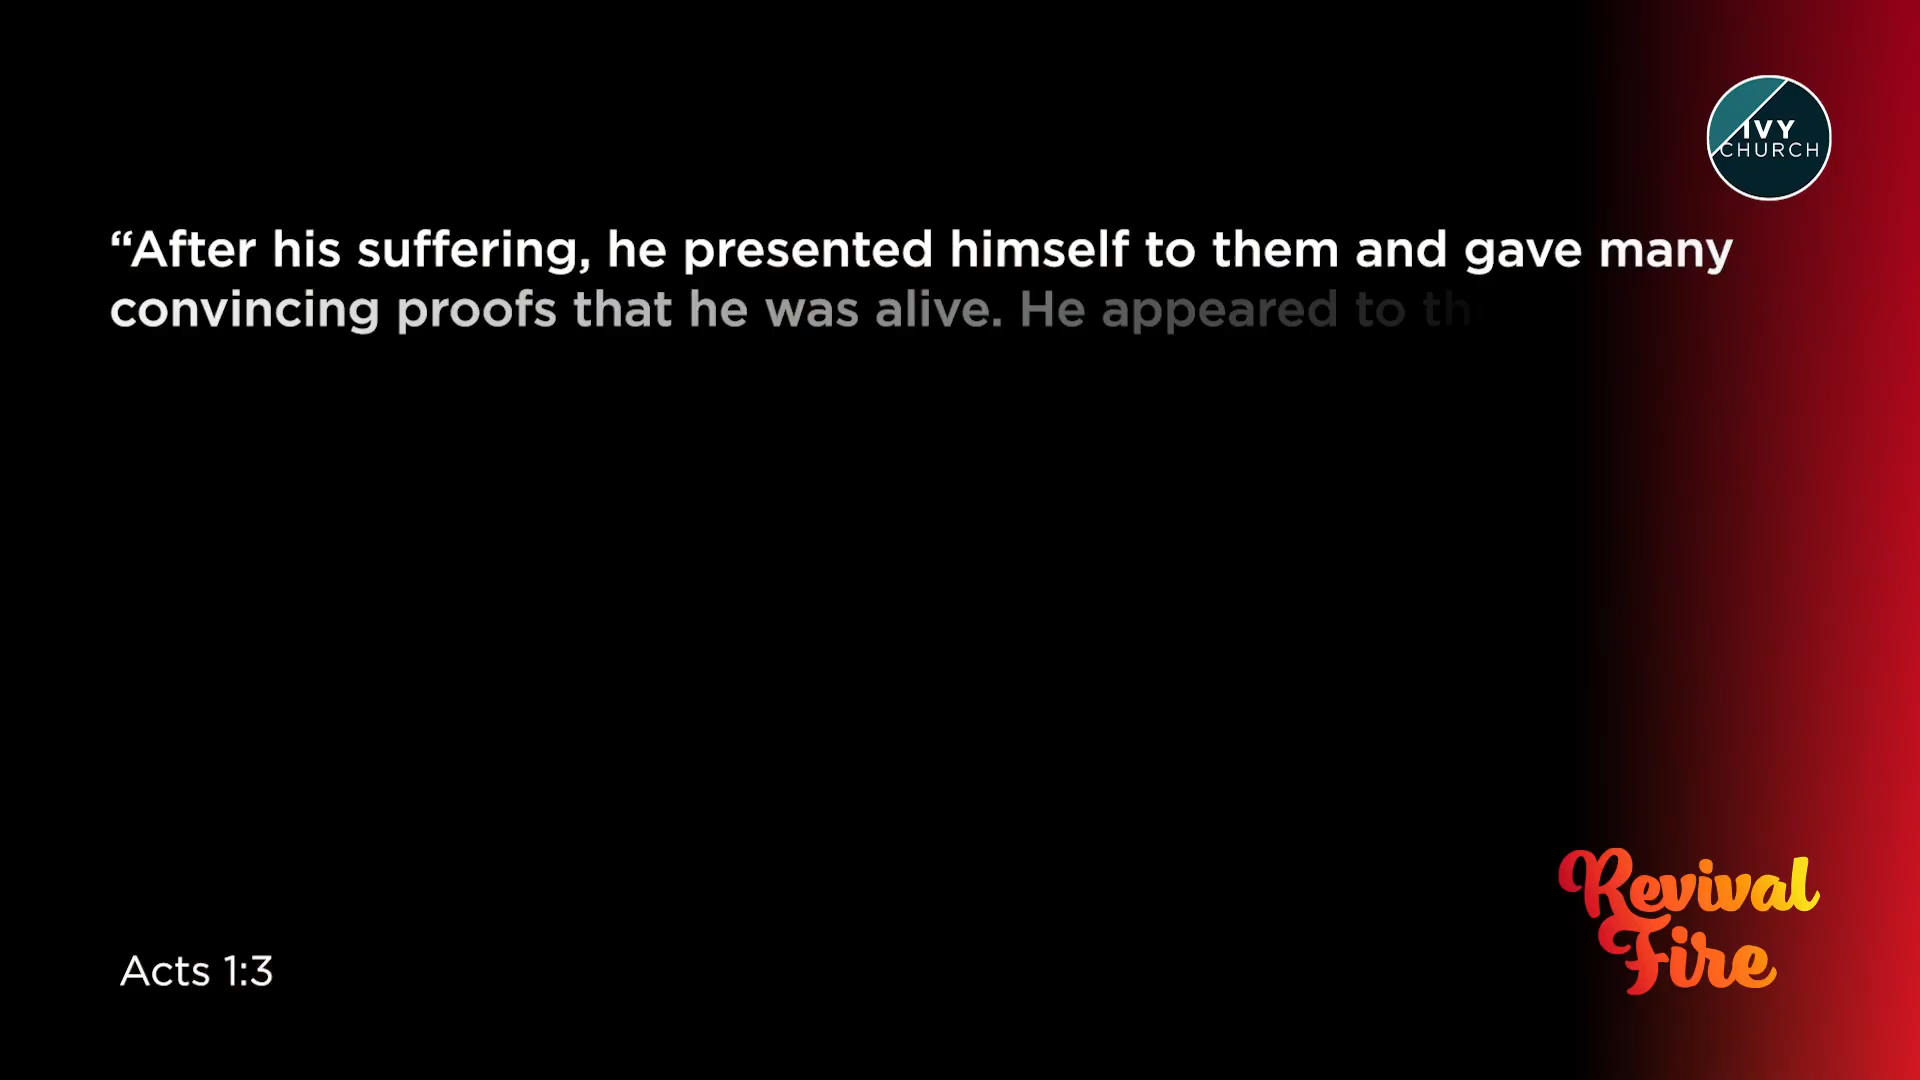 IVY
CHURCH
“After his suffering, he presented himself to them and gave many
convincing proofs that he was alive. He appeared to th
Acts 1:3
Revival
Fire